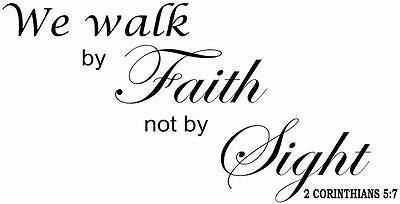 We walk
by
Faith
not by
Sight
2 CORINTHIANS 5:7